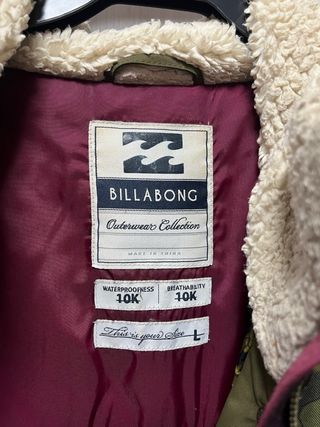 BILLABONG
Outerwear Collection
MADE IN CHINA
WATERPROOFNESS BREATHABILITY
10K 10K
This is your Size L